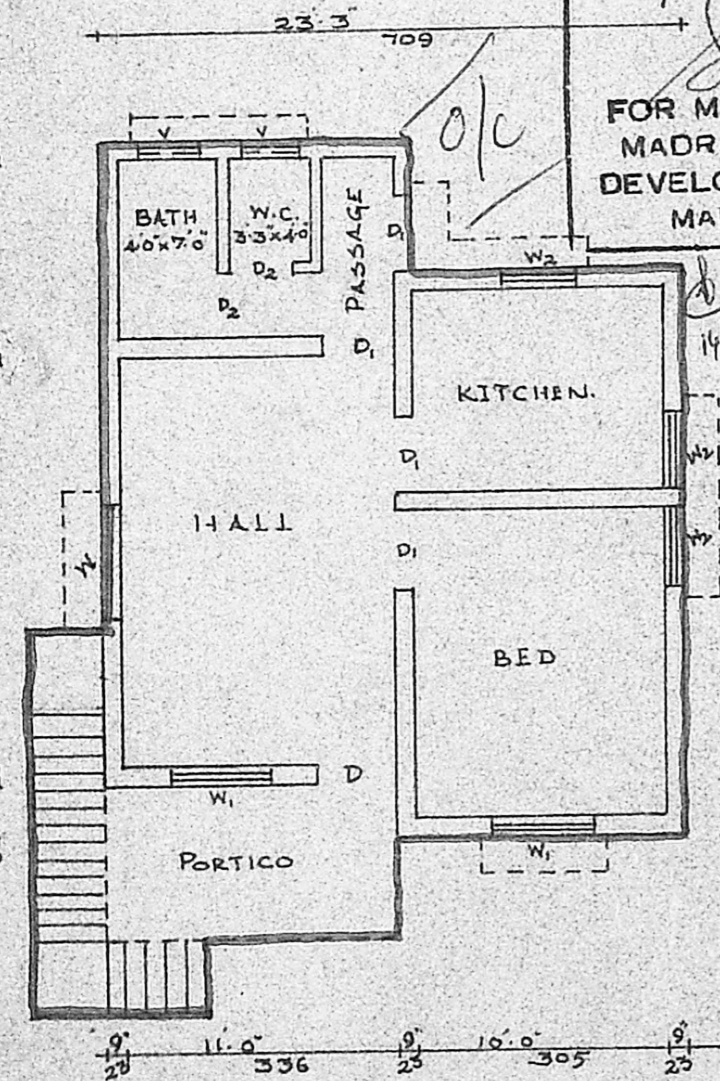 23'-3"
709
O/C
FOR M
MADR
DEVELO
MA
V V
BATH
4'0"x7'0"
W.C.
3'-3"x4'0"
PASSAGE
D1
D2
D2
D1
W2
KITCHEN.
D1
W2
HALL
D1
W2
W
BED
D
W1
PORTICO
W1
9" 11'-0" 9" 10'-0" 9"
23 336 23 305 23